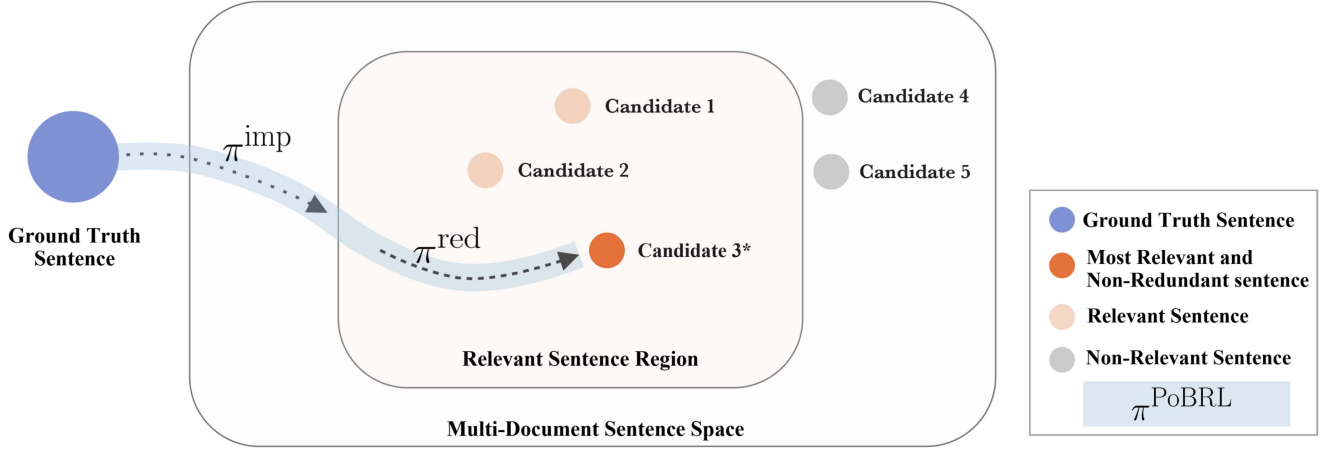 Ground Truth
Sentence
π^imp
π^red
Candidate 1
Candidate 2
Candidate 3*
Relevant Sentence Region
Multi-Document Sentence Space
Candidate 4
Candidate 5
Ground Truth Sentence
Most Relevant and
Non-Redundant sentence
Relevant Sentence
Non-Relevant Sentence
π^PoBRL